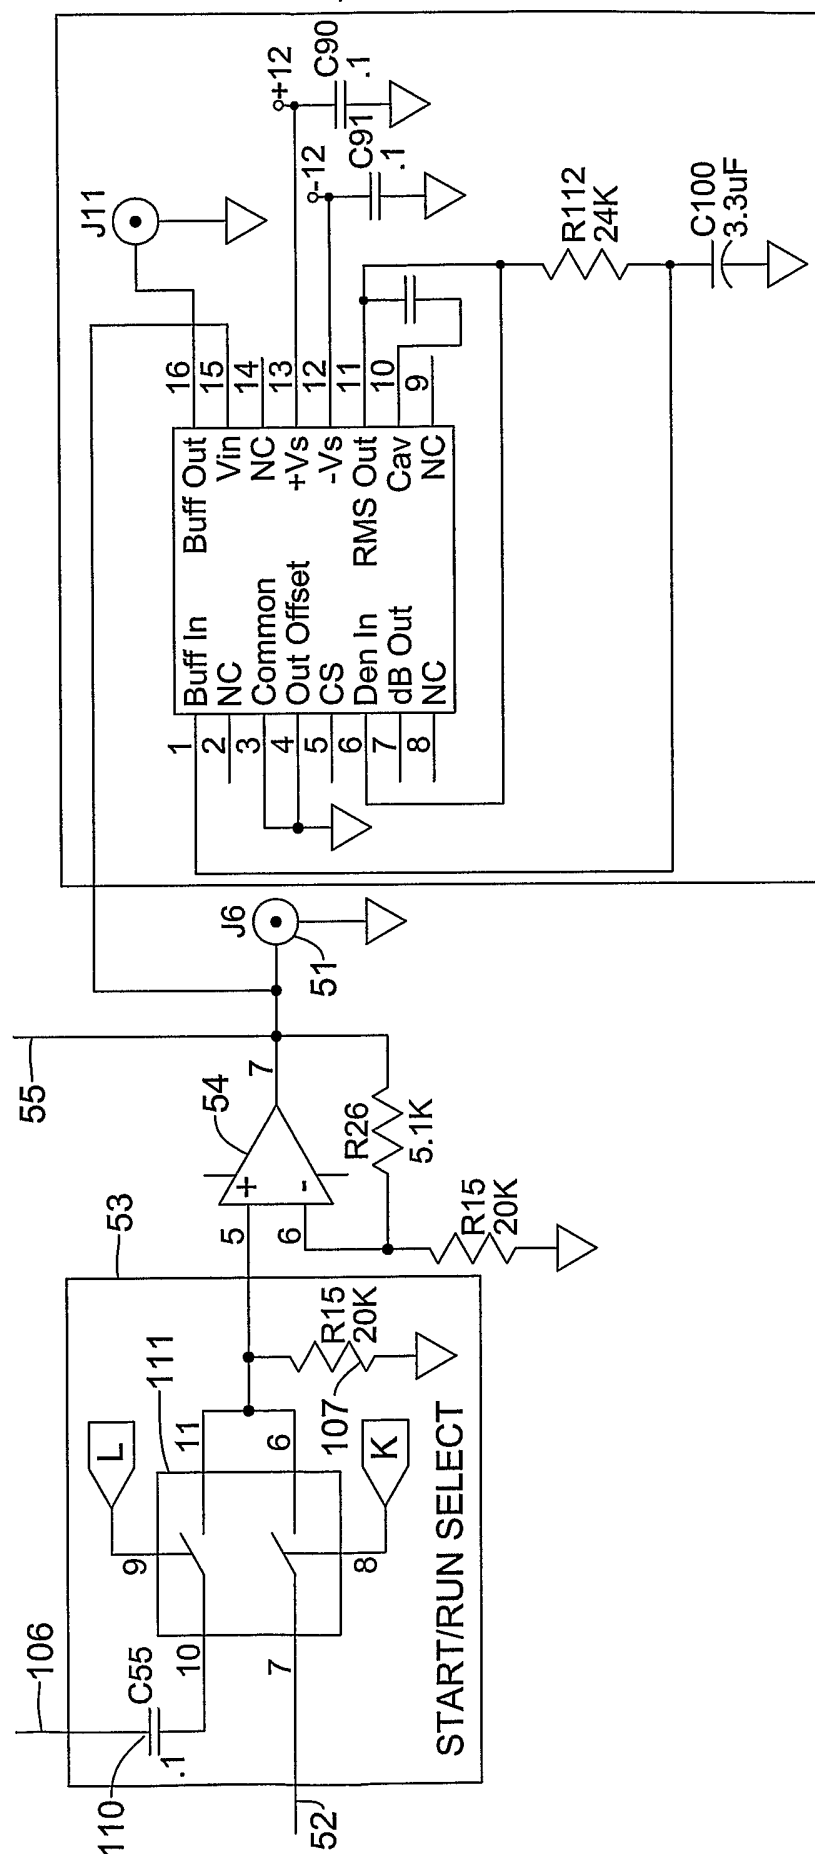 106
110
C55
.1
10
9
L
111
11
7
52
8
K
6
107
R15
20K
START/RUN SELECT
53
5
6
+
-
54
7
R26
5.1K
R15
20K
55
J6
51
1
2
3
4
5
6
7
8
Buff In
NC
Common
Out Offset
CS
Den In
dB Out
NC
Buff Out
Vin
NC
+Vs
-Vs
RMS Out
Cav
NC
16
15
14
13
12
11
10
9
J11
+12
C90
.1
-12
C91
.1
R112
24K
C100
3.3uF